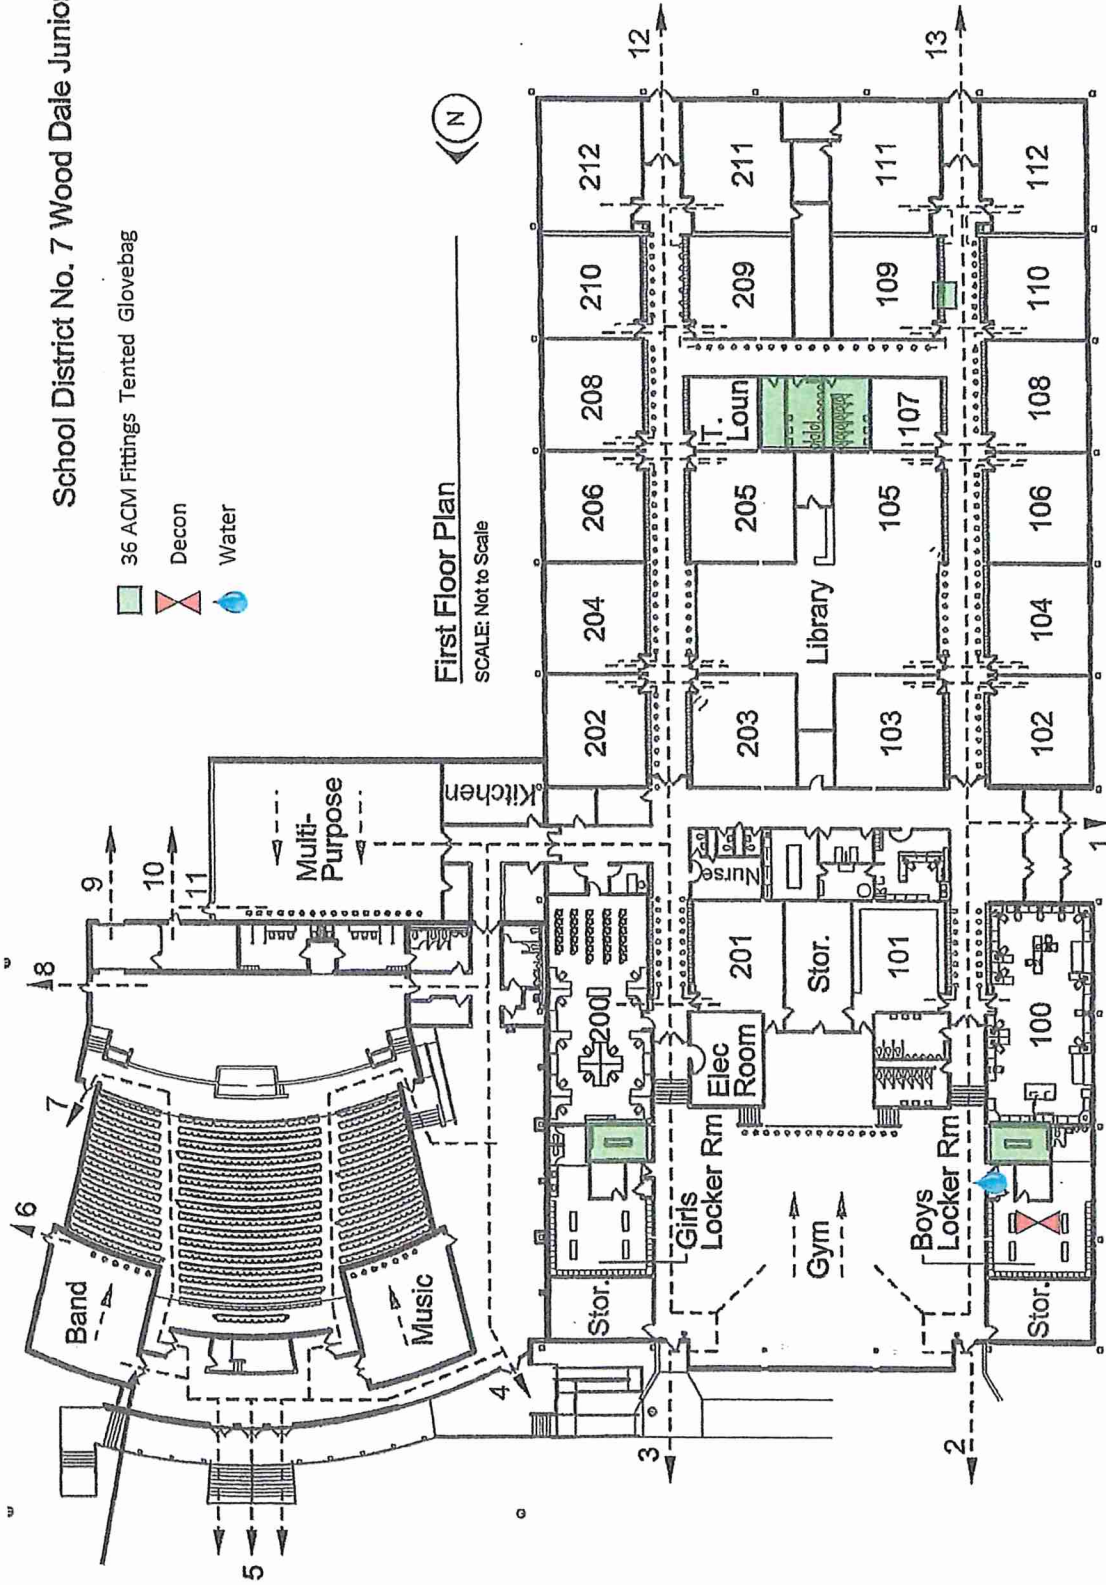 School District No. 7 Wood Dale Junio
36 ACM Fittings Tented Glovebag
Decon
Water
N
First Floor Plan
SCALE: Not to Scale
12
13
212
211
111
112
210
209
109
110
208
T.
Loun
107
108
206
205
105
106
204
Library
104
202
203
103
102
Kitchen
Multi-
Purpose
9
10
11
8
7
6
Nurse
1
201
Stor.
101
200
Elec
Room
100
Girls
Locker Rm
Gym
Boys
Locker Rm
Band
Music
Stor.
Stor.
4
5
3
2